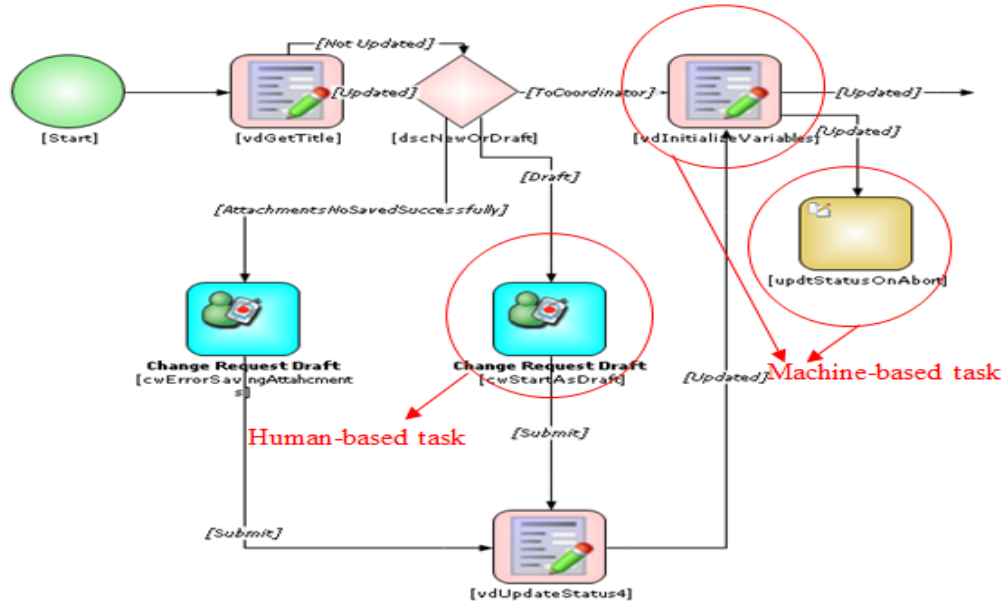 [Not Updated]
[Updated]
[ToCoordinator]
[Updated]
[Start]
[vdGetTitle]
[dscNewOrDraft]
[vdInitializeVariables]
[Updated]
[Draft]
[AttachmentsNoSavedSuccessfully]
[updtStatusOnAbort]
Change Request Draft
[cwErrorSavingAttahcment
s]
Change Request Draft
[cwStartAsDraft]
[Updated]
Machine-based task
Human-based task
[Submit]
[Submit]
[vdUpdateStatus4]